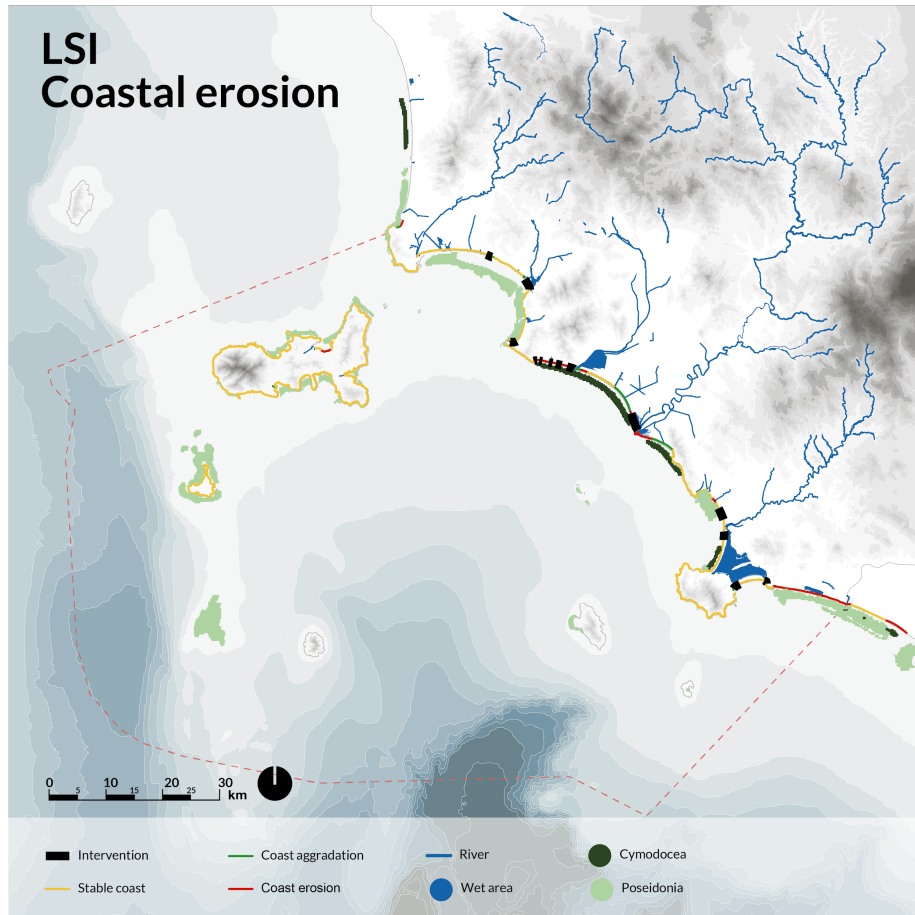 LSI
Coastal erosion
0 10 20 30
5 15 25 km
Intervention Coast aggradation River Cymodocea
Stable coast Coast erosion Wet area Poseidonia